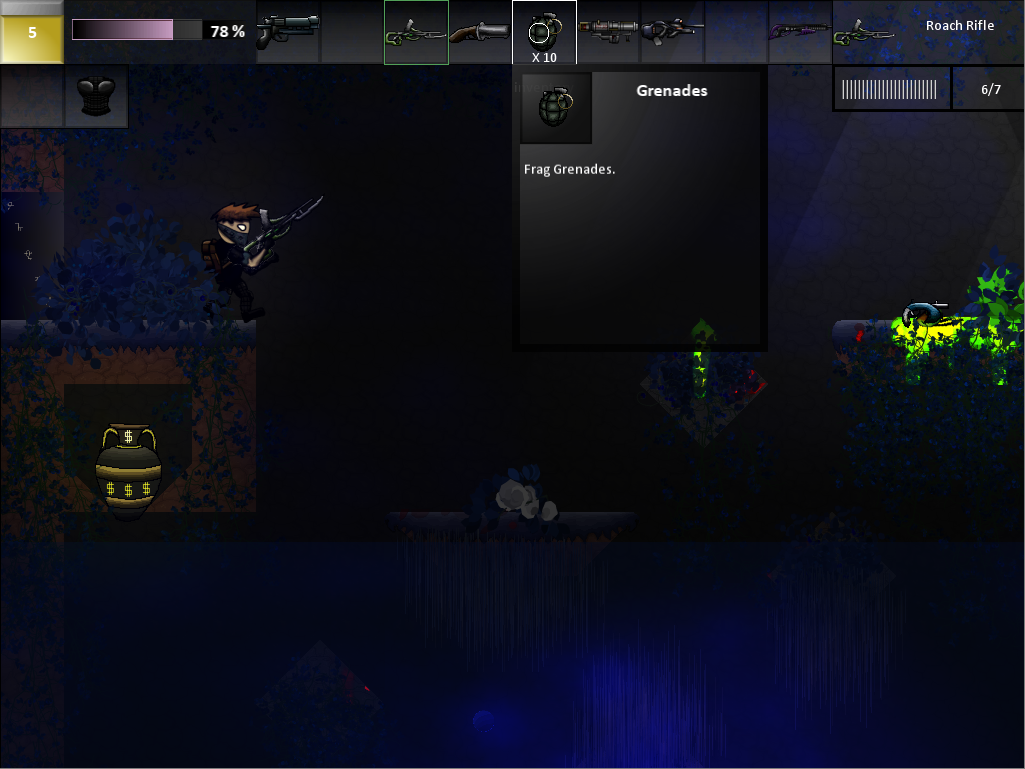 5
78 %
X 10
Roach Rifle
6/7
Grenades
Frag Grenades.
$
$ $ $